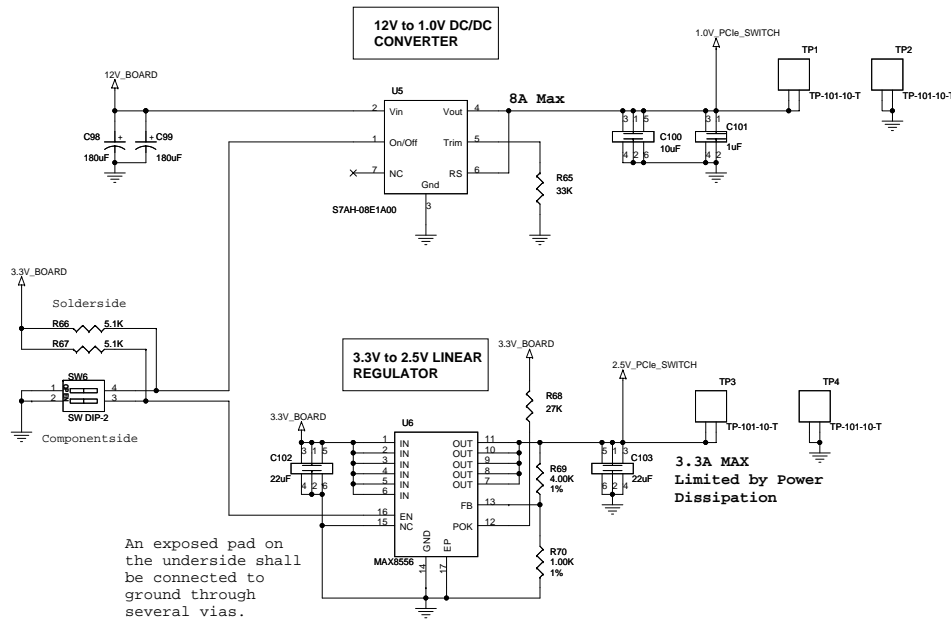 12V to 1.0V DC/DC
CONVERTER
1.0V_PCIe_SWITCH
TP1
TP2
TP-101-10-T
TP-101-10-T
12V_BOARD
U5
8A Max
2
Vin
Vout
4
1
On/Off
Trim
5
7
NC
RS
6
Gnd
3
S7AH-08E1A00
C98
+
180uF
C99
+
180uF
R65
33K
3 1 5
C100
10uF
4 2 6
3 1
C101
1uF
4 2
3.3V_BOARD
Solderside
R66
5.1K
R67
5.1K
SW6
1
4
2
3
OPEN
SW DIP-2
Componentside
3.3V to 2.5V LINEAR
REGULATOR
3.3V_BOARD
R68
27K
2.5V_PCIe_SWITCH
TP3
TP4
TP-101-10-T
TP-101-10-T
3.3V_BOARD
U6
3 1 5
C102
22uF
4 2 6
1
IN
OUT
11
2
IN
OUT
10
3
IN
OUT
9
4
IN
OUT
8
5
IN
OUT
7
6
IN
FB
13
16
EN
15
NC
POK
12
GND
EP
14
17
MAX8556
R69
4.00K
1%
R70
1.00K
1%
5 1 3
C103
22uF
6 2 4
3.3A MAX
Limited by Power
Dissipation
An exposed pad on
the underside shall
be connected to
ground through
several vias.